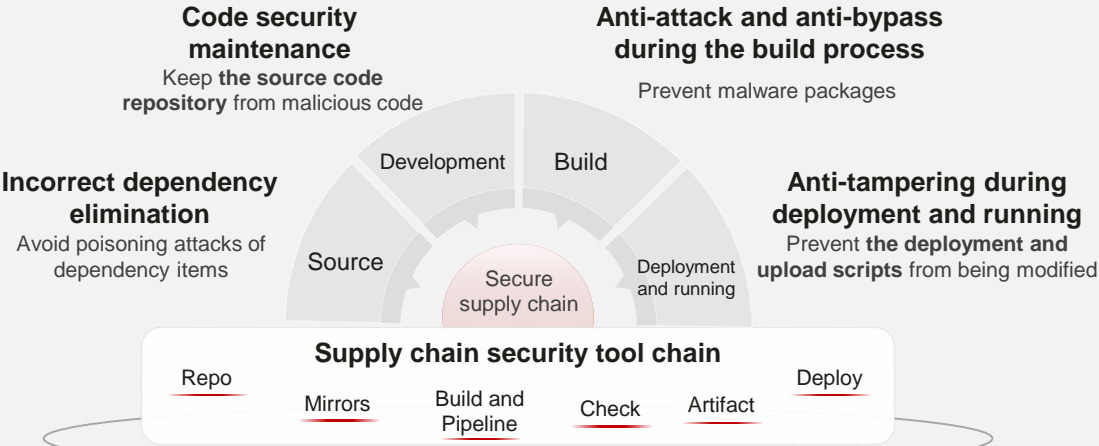 Code security
maintenance
Keep the source code
repository from malicious code
Anti-attack and anti-bypass
during the build process
Prevent malware packages
Incorrect dependency
elimination
Avoid poisoning attacks of
dependency items
Anti-tampering during
deployment and running
Prevent the deployment and
upload scripts from being modified
Source
Development
Build
Deployment
and running
Secure
supply chain
Supply chain security tool chain
Repo
Mirrors
Build and
Pipeline
Check
Artifact
Deploy